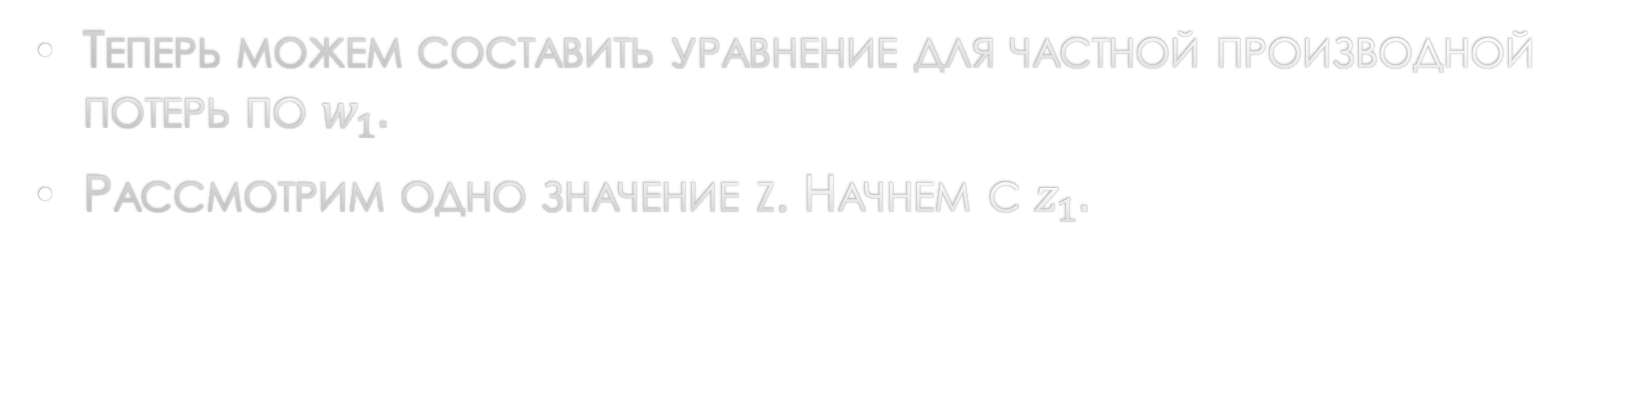 • Теперь можем составить уравнение для частной производной
потерь по w₁.
• Рассмотрим одно значение z. Начнем с z₁.